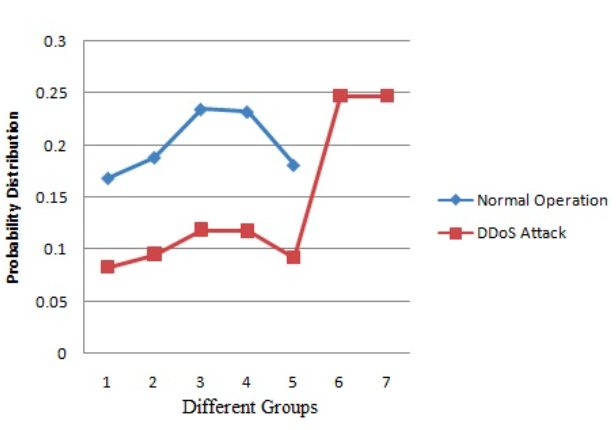 0.3
0.25
0.2
0.15
0.1
0.05
0
Probability Distribution
1 2 3 4 5 6 7
Different Groups
Normal Operation
DDoS Attack